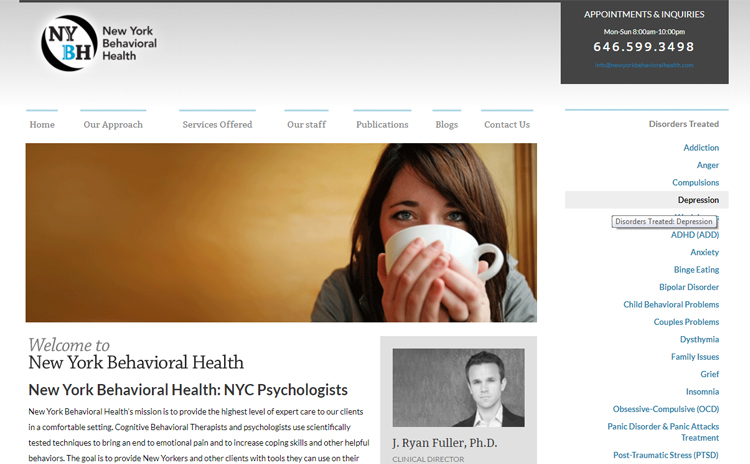 NY
BH
New York
Behavioral
Health
APPOINTMENTS & INQUIRIES
Mon-Sun 8:00am-10:00pm
646.599.3498
info@newyorkbehavioralhealth.com
Home
Our Approach
Services Offered
Our staff
Publications
Blogs
Contact Us
Disorders Treated
Addiction
Anger
Compulsions
Depression
Disorders Treated: Depression
ADHD (ADD)
Anxiety
Binge Eating
Bipolar Disorder
Child Behavioral Problems
Couples Problems
Dysthymia
Family Issues
Grief
Insomnia
Obsessive-Compulsive (OCD)
Panic Disorder & Panic Attacks
Treatment
Post-Traumatic Stress (PTSD)
Welcome to
New York Behavioral Health
New York Behavioral Health: NYC Psychologists
New York Behavioral Health's mission is to provide the highest level of expert care to our clients
in a comfortable setting. Cognitive Behavioral Therapists and psychologists use scientifically
tested techniques to bring an end to emotional pain and to increase coping skills and other helpful
behaviors. The goal is to provide New Yorkers and other clients with tools they can use on their
J. Ryan Fuller, Ph.D.
CLINICAL DIRECTOR